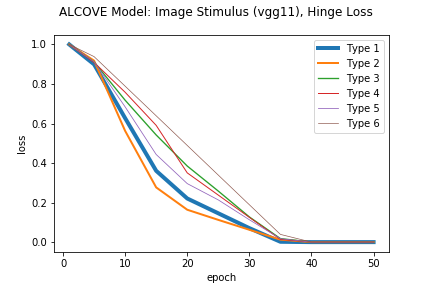 ALCOVE Model: Image Stimulus (vgg11), Hinge Loss
1.0
0.8
0.6
0.4
0.2
0.0
loss
Type 1
Type 2
Type 3
Type 4
Type 5
Type 6
0
10
20
30
40
50
epoch